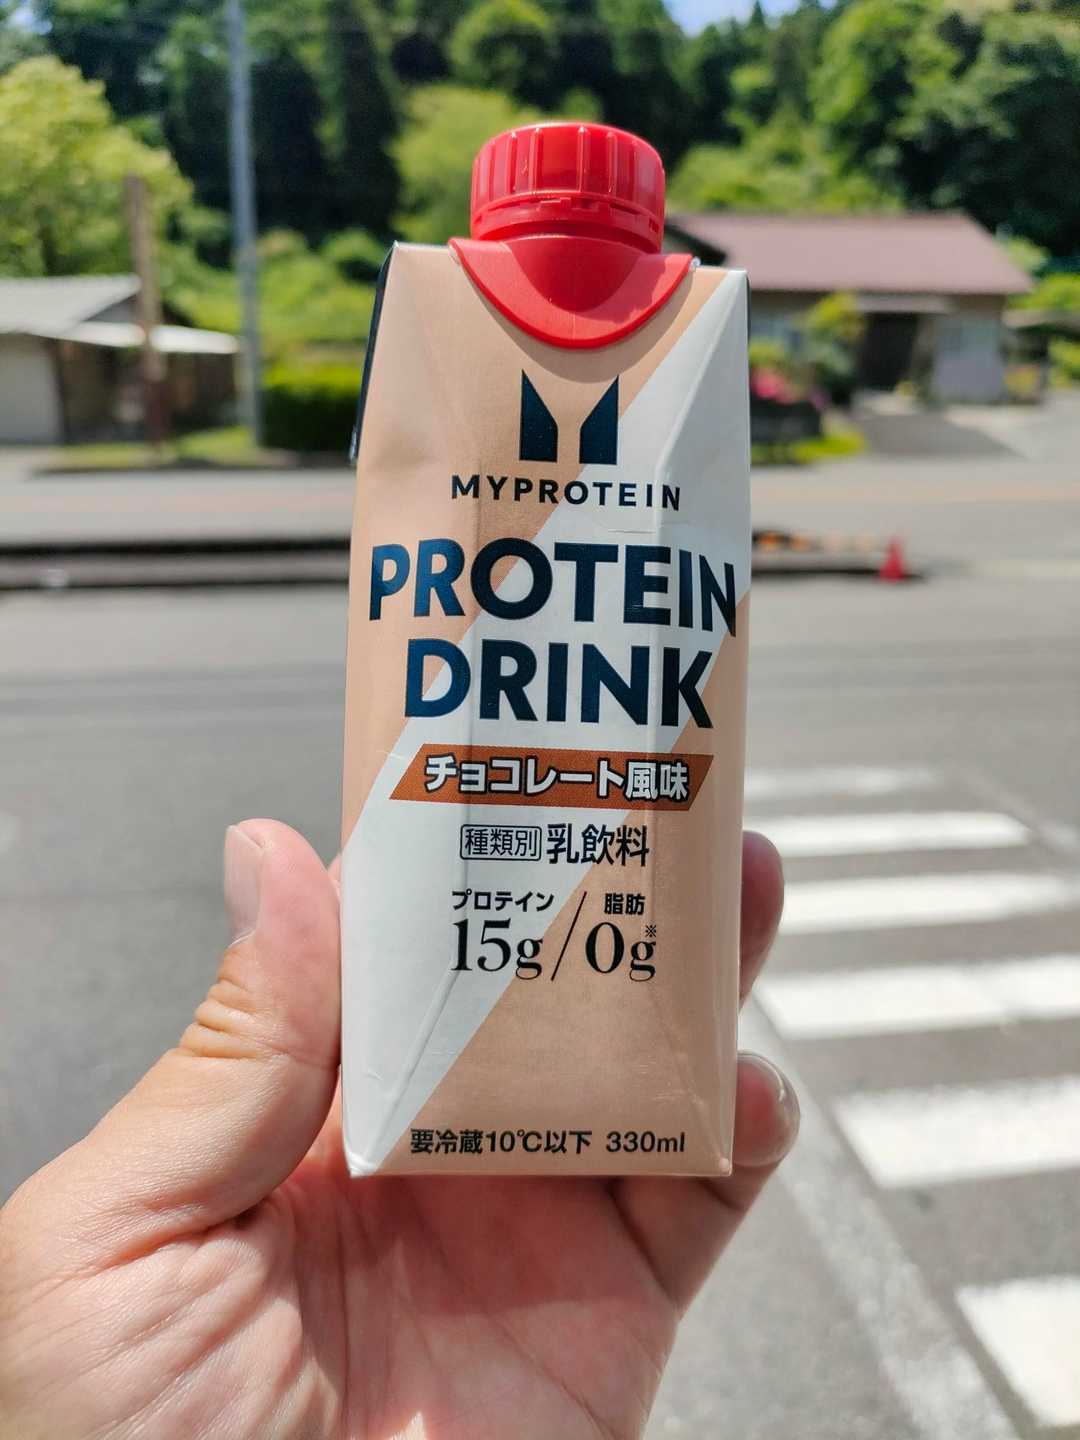 MYPROTEIN
PROTEIN
DRINK
チョコレート風味
種類別 乳飲料
プロテイン 脂肪
15g/0g※
要冷蔵10℃以下 330ml